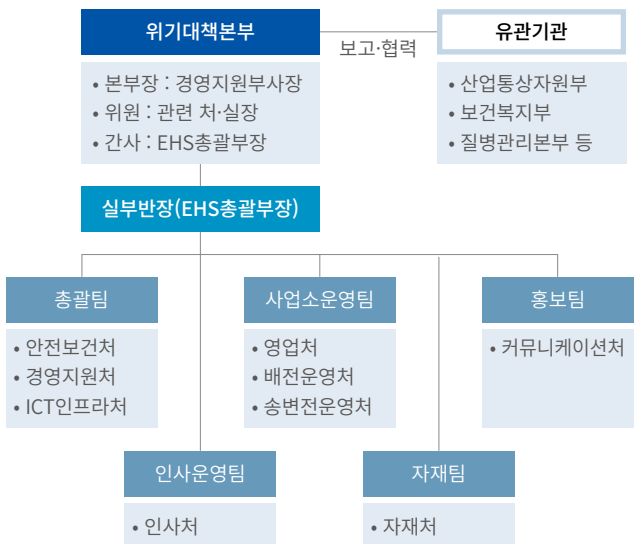 위기대책본부
보고·협력
유관기관
• 본부장 : 경영지원부사장
• 위원 : 관련 처·실장
• 간사 : EHS총괄부장
• 산업통상자원부
• 보건복지부
• 질병관리본부 등
실부반장(EHS총괄부장)
총괄팀
• 안전보건처
• 경영지원처
• ICT인프라처
사업소운영팀
• 영업처
• 배전운영처
• 송변전운영처
홍보팀
• 커뮤니케이션처
인사운영팀
• 인사처
자재팀
• 자재처